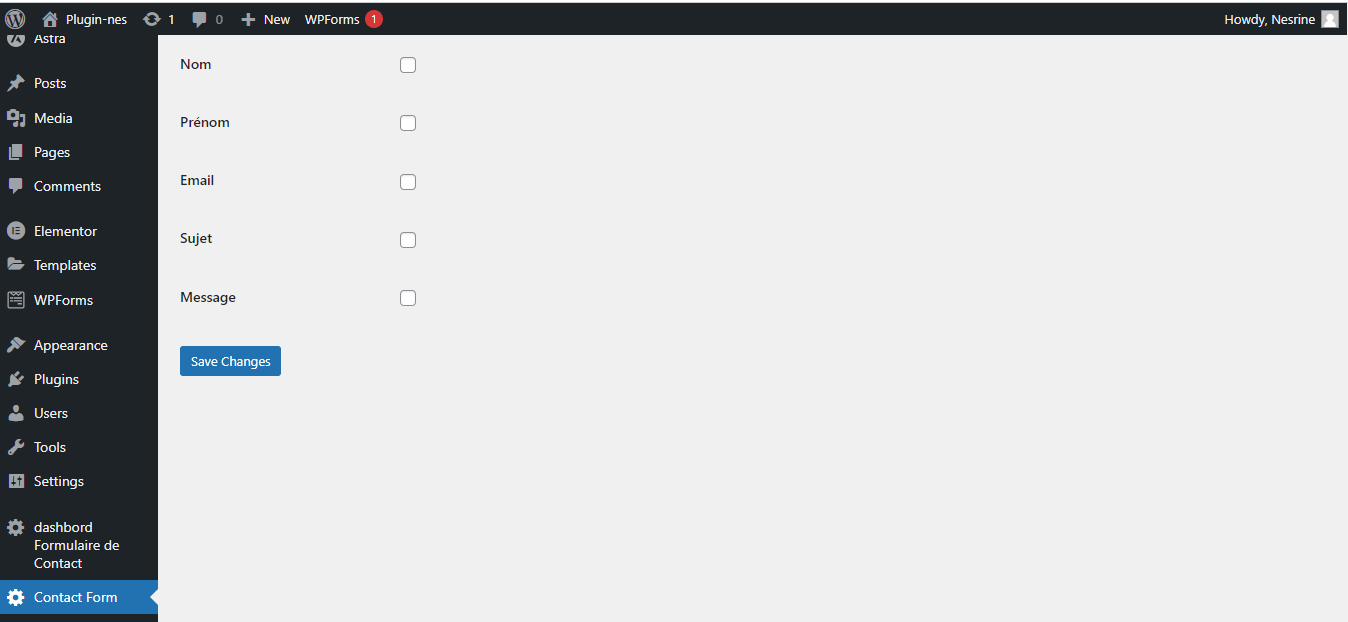 Plugin-nes 1 0 New WPForms 1 Howdy, Nesrine
Astra
Posts
Media
Pages
Comments
Elementor
Templates
WPForms
Appearance
Plugins
Users
Tools
Settings
dashbord
Formulaire de
Contact
Contact Form
Nom
Prénom
Email
Sujet
Message
Save Changes